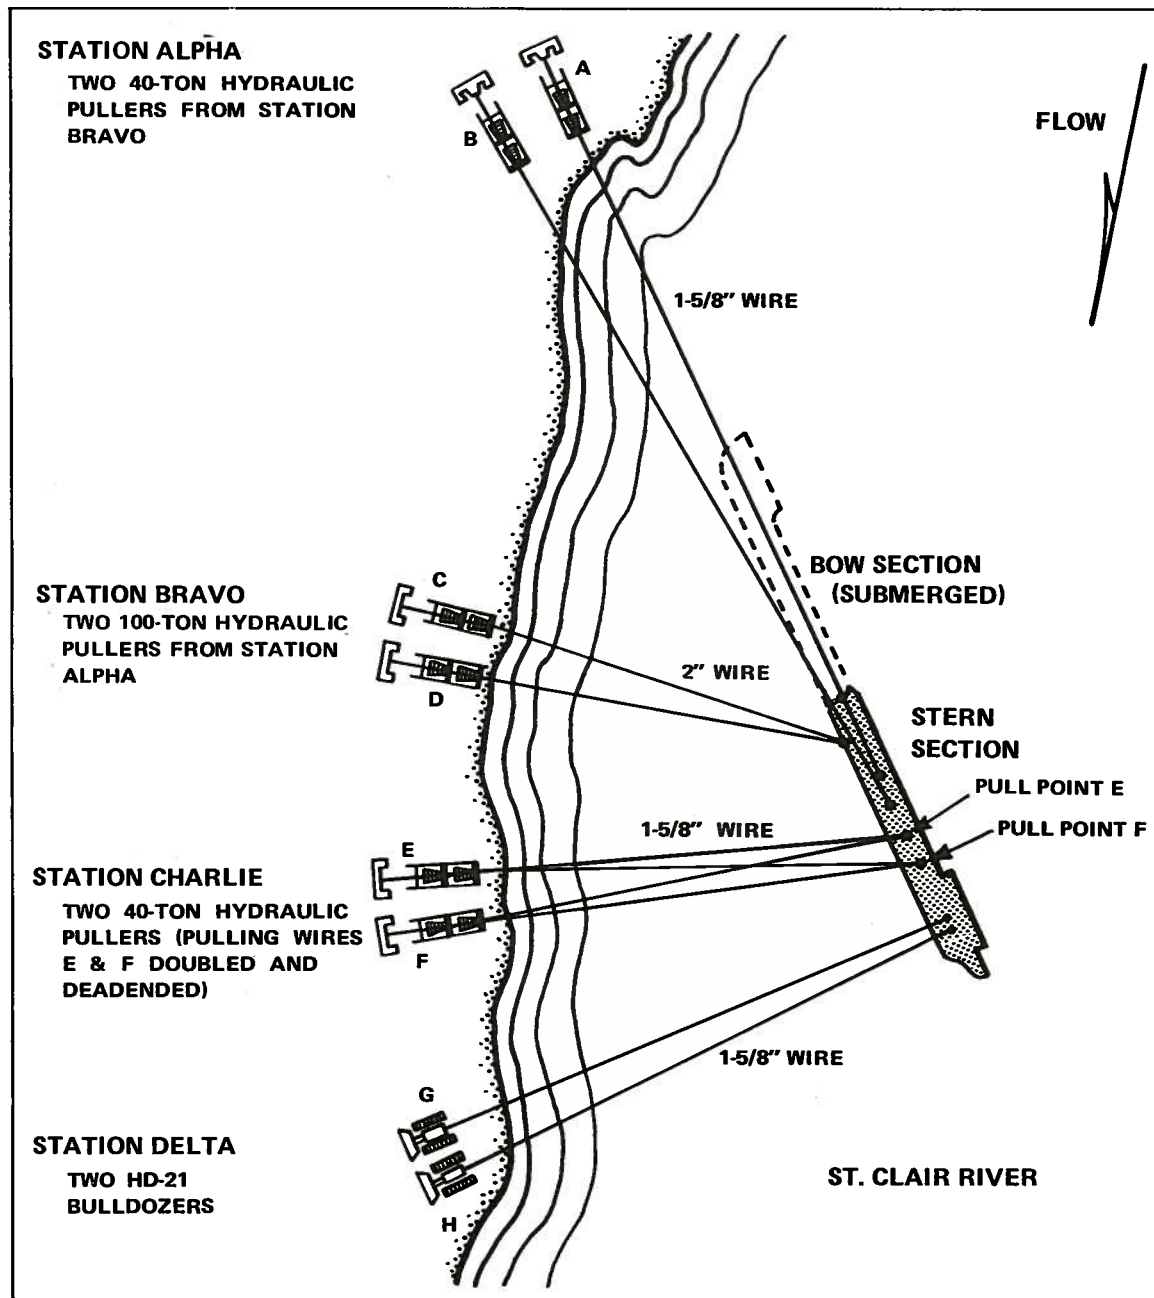 STATION ALPHA
TWO 40-TON HYDRAULIC
PULLERS FROM STATION
BRAVO
A
B
FLOW
1-5/8" WIRE
BOW SECTION
(SUBMERGED)
STATION BRAVO
TWO 100-TON HYDRAULIC
PULLERS FROM STATION
ALPHA
C
D
2" WIRE
STERN
SECTION
PULL POINT E
PULL POINT F
1-5/8" WIRE
STATION CHARLIE
TWO 40-TON HYDRAULIC
PULLERS (PULLING WIRES
E & F DOUBLED AND
DEADENDED)
E
F
1-5/8" WIRE
STATION DELTA
TWO HD-21
BULLDOZERS
G
H
ST. CLAIR RIVER